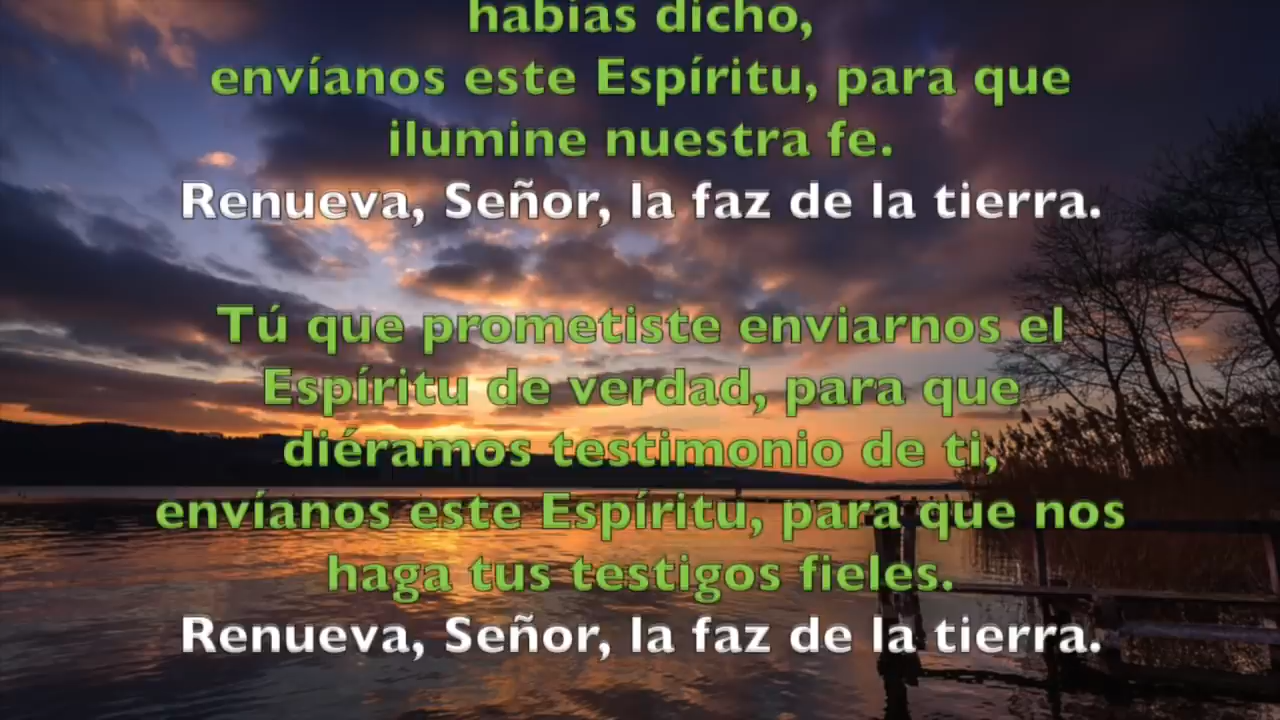 habías dicho,
envíanos este Espíritu, para que
ilumine nuestra fe.
Renueva, Señor, la faz de la tierra.
Tú que prometiste enviarnos el
Espíritu de verdad, para que
diéramos testimonio de ti,
envíanos este Espíritu, para que nos
haga tus testigos fieles.
Renueva, Señor, la faz de la tierra.